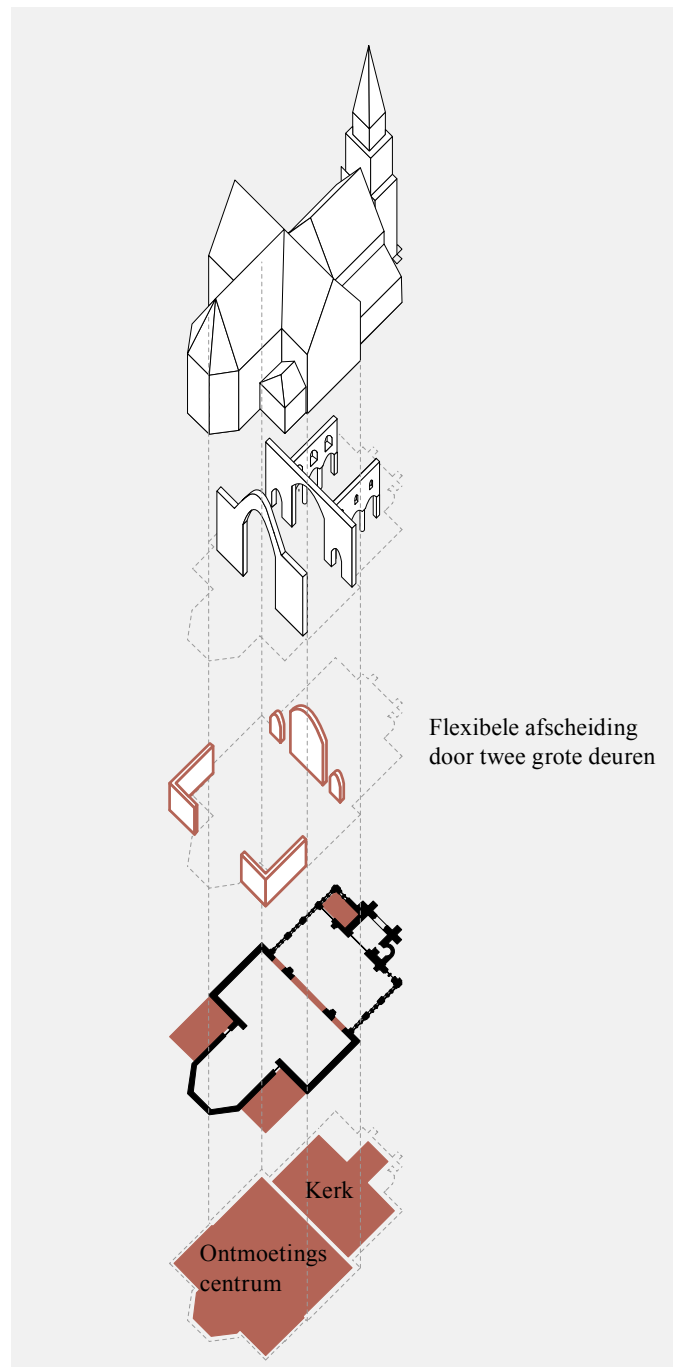 Flexibele afscheiding
door twee grote deuren
Kerk
Ontmoetings
centrum